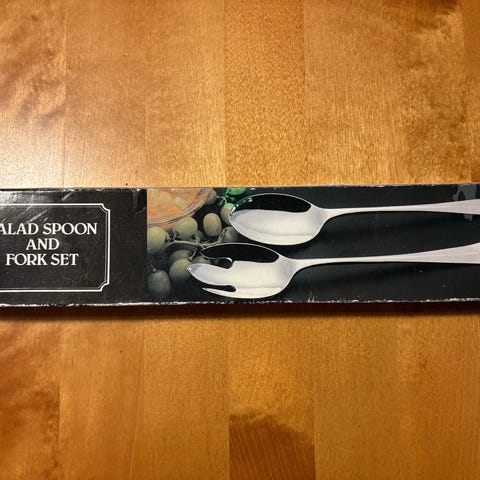 ALAD SPOON
AND
FORK SET